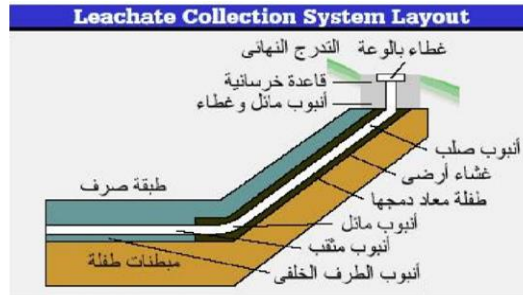 Leachate Collection System Layout
غطاء بالوعة
التدرج النهائى
قاعدة خرسانية
أنبوب مائل وغطاء
أنبوب صلب
غشاء أرضى
طبقة صرف
طفلة معاد دمجها
أنبوب مائل
أنبوب مثقب
مبطنات طفلة
أنبوب الطرف الخلفى